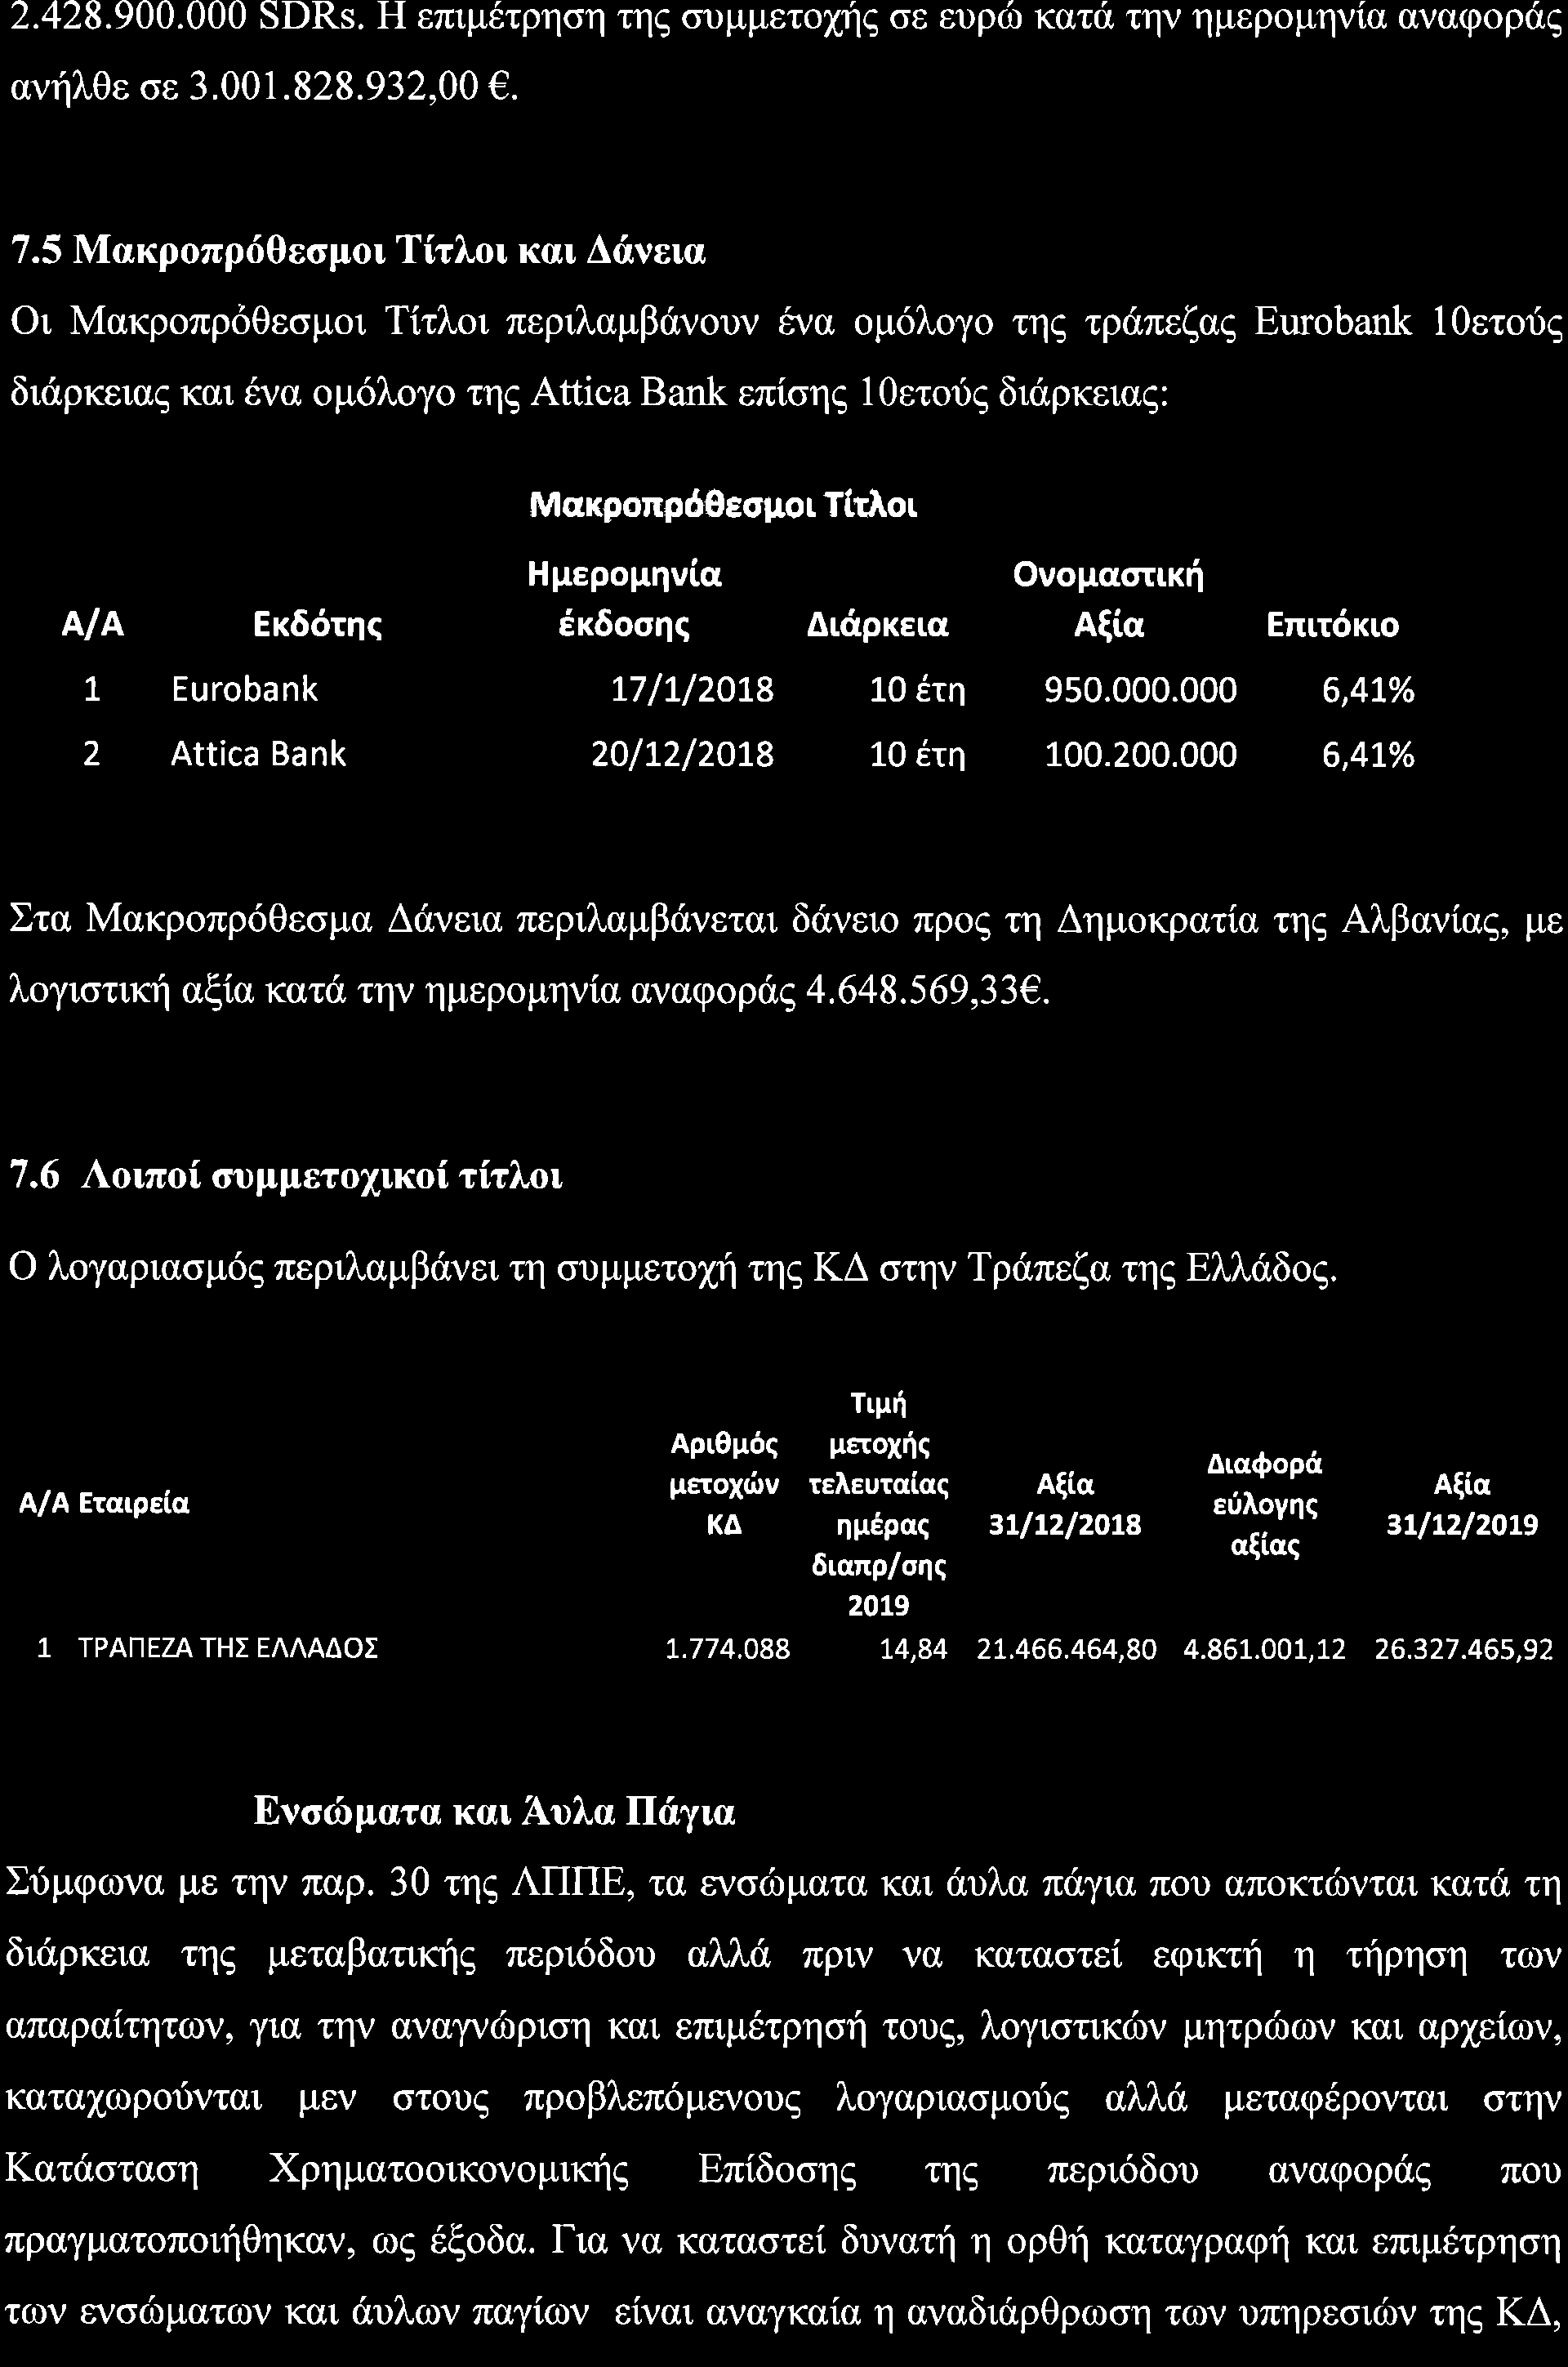 2.428.900.000 SDRs. Η επιμέτρηση της συμμετοχής σε ευρώ κατά την ημερομηνία αναφοράς
ανήλθε σε 3.001.828.932,00 €.
7.5 Μακροπρόθεσμοι Τίτλοι και Δάνεια
Οι Μακροπρόθεσμοι Τίτλοι περιλαμβάνουν ένα ομόλογο της τράπεζας Eurobank 10ετούς
διάρκειας και ένα ομόλογο της Attica Bank επίσης 10ετούς διάρκειας:
Μακροπρόθεσμοι Τίτλοι
Ημερομηνία Ονομαστική
Α/Α Εκδότης έκδοσης Διάρκεια Αξία Επιτόκιο
1 Eurobank 17/1/2018 10 έτη 950.000.000 6,41%
2 Attica Bank 20/12/2018 10 έτη 100.200.000 6,41%
Στα Μακροπρόθεσμα Δάνεια περιλαμβάνεται δάνειο προς τη Δημοκρατία της Αλβανίας, με
λογιστική αξία κατά την ημερομηνία αναφοράς 4.648.569,33€.
7.6 Λοιποί συμμετοχικοί τίτλοι
Ο λογαριασμός περιλαμβάνει τη συμμετοχή της ΚΔ στην Τράπεζα της Ελλάδος.
Τιμή
Αριθμός μετοχής Διαφορά
μετοχών τελευταίας Αξία Αξία
Α/Α Εταιρεία εύλογης
ΚΔ ημέρας 31/12/2018 31/12/2019
αξίας
διαπρ/σης
2019
1 ΤΡΑΠΕΖΑ ΤΗΣ ΕΛΛΑΔΟΣ 1.774.088 14,84 21.466.464,80 4.861.001,12 26.327.465,92
Ενσώματα και Άυλα Πάγια
Σύμφωνα με την παρ. 30 της ΛΠΠΕ, τα ενσώματα και άυλα πάγια που αποκτώνται κατά τη
διάρκεια της μεταβατικής περιόδου αλλά πριν να καταστεί εφικτή η τήρηση των
απαραίτητων, για την αναγνώριση και επιμέτρησή τους, λογιστικών μητρώων και αρχείων,
καταχωρούνται μεν στους προβλεπόμενους λογαριασμούς αλλά μεταφέρονται στην
Κατάσταση Χρηματοοικονομικής Επίδοσης της περιόδου αναφοράς που
πραγματοποιήθηκαν, ως έξοδα. Για να καταστεί δυνατή η ορθή καταγραφή και επιμέτρηση
των ενσώματων και άυλων παγίων είναι αναγκαία η αναδιάρθρωση των υπηρεσιών της ΚΔ,